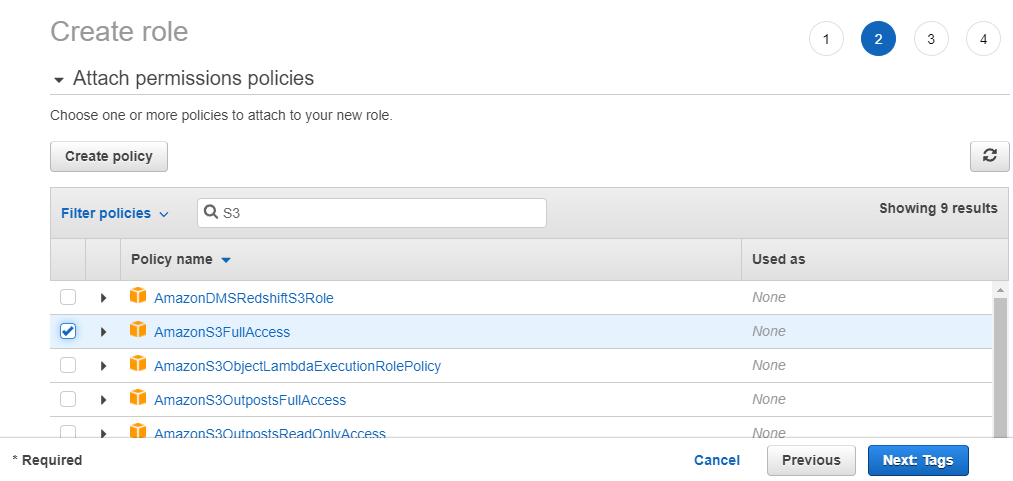 Create role
1 2 3 4
Attach permissions policies
Choose one or more policies to attach to your new role.
Create policy
Filter policies S3 Showing 9 results
Policy name Used as
AmazonDMSRedshiftS3Role None
AmazonS3FullAccess None
AmazonS3ObjectLambdaExecutionRolePolicy None
AmazonS3OutpostsFullAccess None
AmazonS3OutpostsReadOnlyAccess None
* Required Cancel Previous Next: Tags